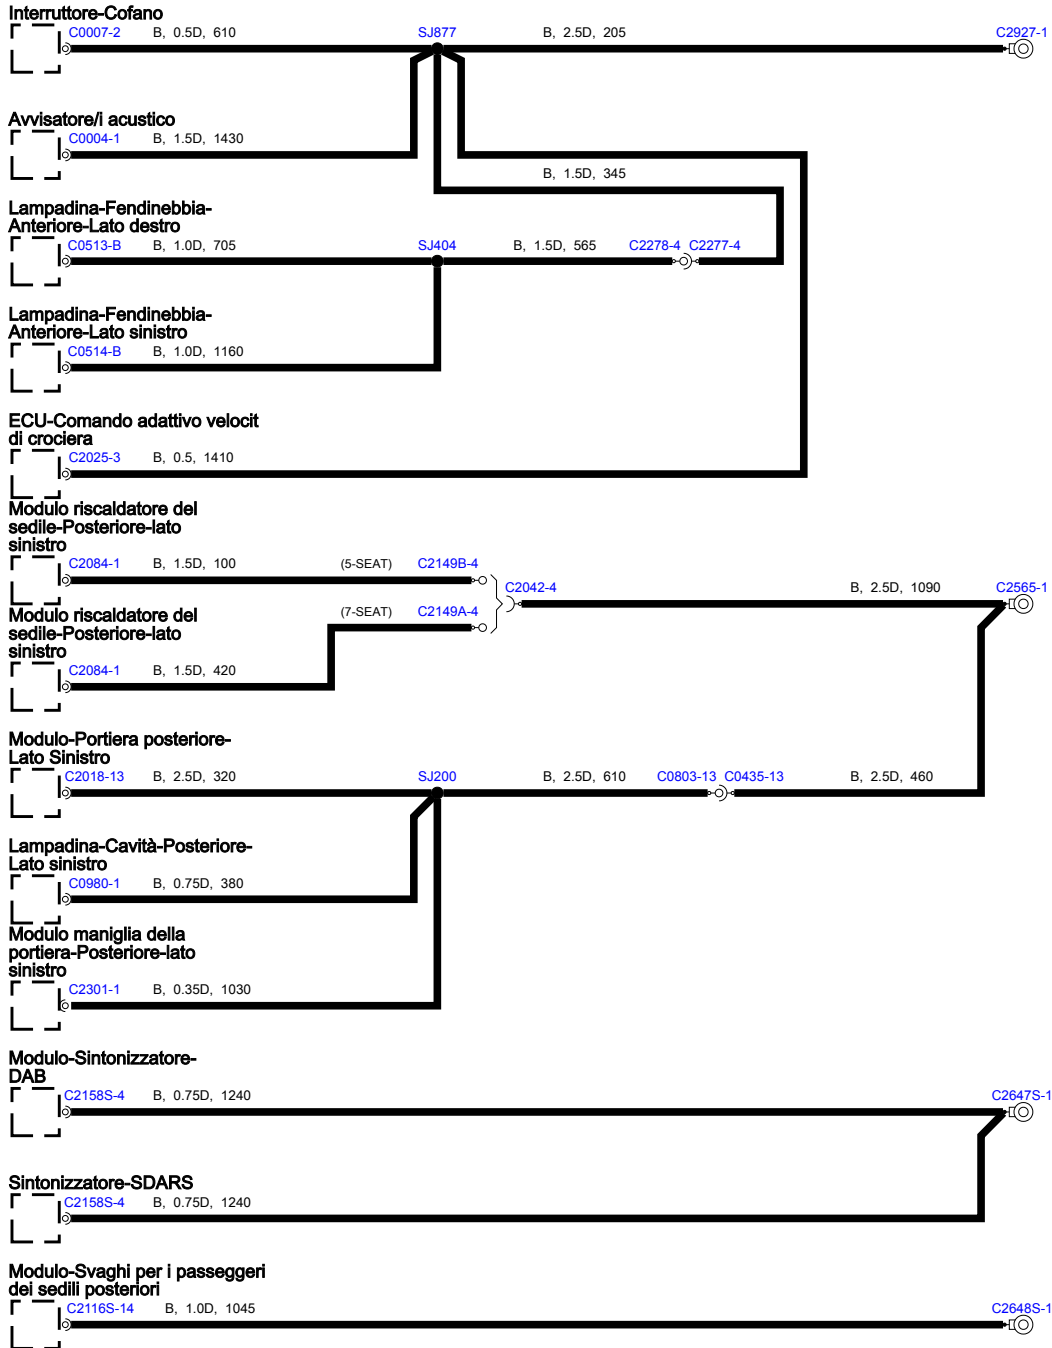 Interruttore-Cofano
C0007-2 B, 0.5D, 610 SJ877 B, 2.5D, 205 C2927-1
Avvisatore/i acustico
C0004-1 B, 1.5D, 1430
B, 1.5D, 345
Lampadina-Fendinebbia-
Anteriore-Lato destro
C0513-B B, 1.0D, 705 SJ404 B, 1.5D, 565 C2278-4 C2277-4
Lampadina-Fendinebbia-
Anteriore-Lato sinistro
C0514-B B, 1.0D, 1160
ECU-Comando adattivo velocit
di crociera
C2025-3 B, 0.5, 1410
Modulo riscaldatore del
sedile-Posteriore-lato
sinistro
C2084-1 B, 1.5D, 100 (5-SEAT) C2149B-4
C2042-4 B, 2.5D, 1090 C2565-1
Modulo riscaldatore del
sedile-Posteriore-lato
sinistro
(7-SEAT) C2149A-4
C2084-1 B, 1.5D, 420
Modulo-Portiera posteriore-
Lato Sinistro
C2018-13 B, 2.5D, 320 SJ200 B, 2.5D, 610 C0803-13 C0435-13 B, 2.5D, 460
Lampadina-Cavità-Posteriore-
Lato sinistro
C0980-1 B, 0.75D, 380
Modulo maniglia della
portiera-Posteriore-lato
sinistro
C2301-1 B, 0.35D, 1030
Modulo-Sintonizzatore-
DAB
C2158S-4 B, 0.75D, 1240 C2647S-1
Sintonizzatore-SDARS
C2158S-4 B, 0.75D, 1240
Modulo-Svaghi per i passeggeri
dei sedili posteriori
C2116S-14 B, 1.0D, 1045 C2648S-1